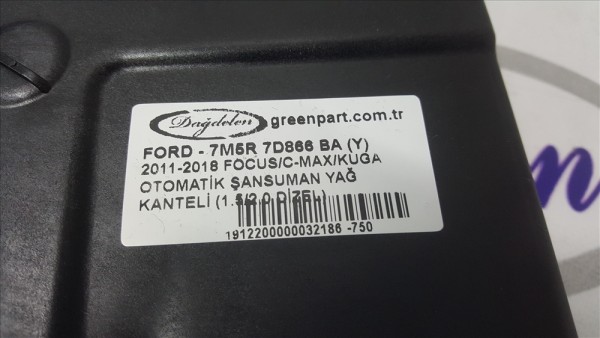 Dağdelen greenpart.com.tr
FORD - 7M5R 7D866 BA (Y)
2011-2018 FOCUS/C-MAX/KUGA
OTOMATİK ŞANSUMAN YAĞ
KANTELİ (1.5/2.0 DİZEL)
1912200000032186 -750